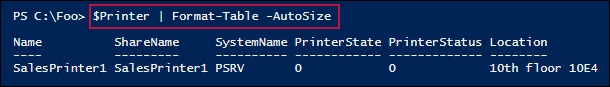 PS C:\Foo> $Printer | Format-Table -AutoSize
Name ShareName SystemName PrinterState PrinterStatus Location
---- --------- ---------- ------------ ------------- --------
SalesPrinter1 SalesPrinter1 PSRV 0 0 10th floor 10E4